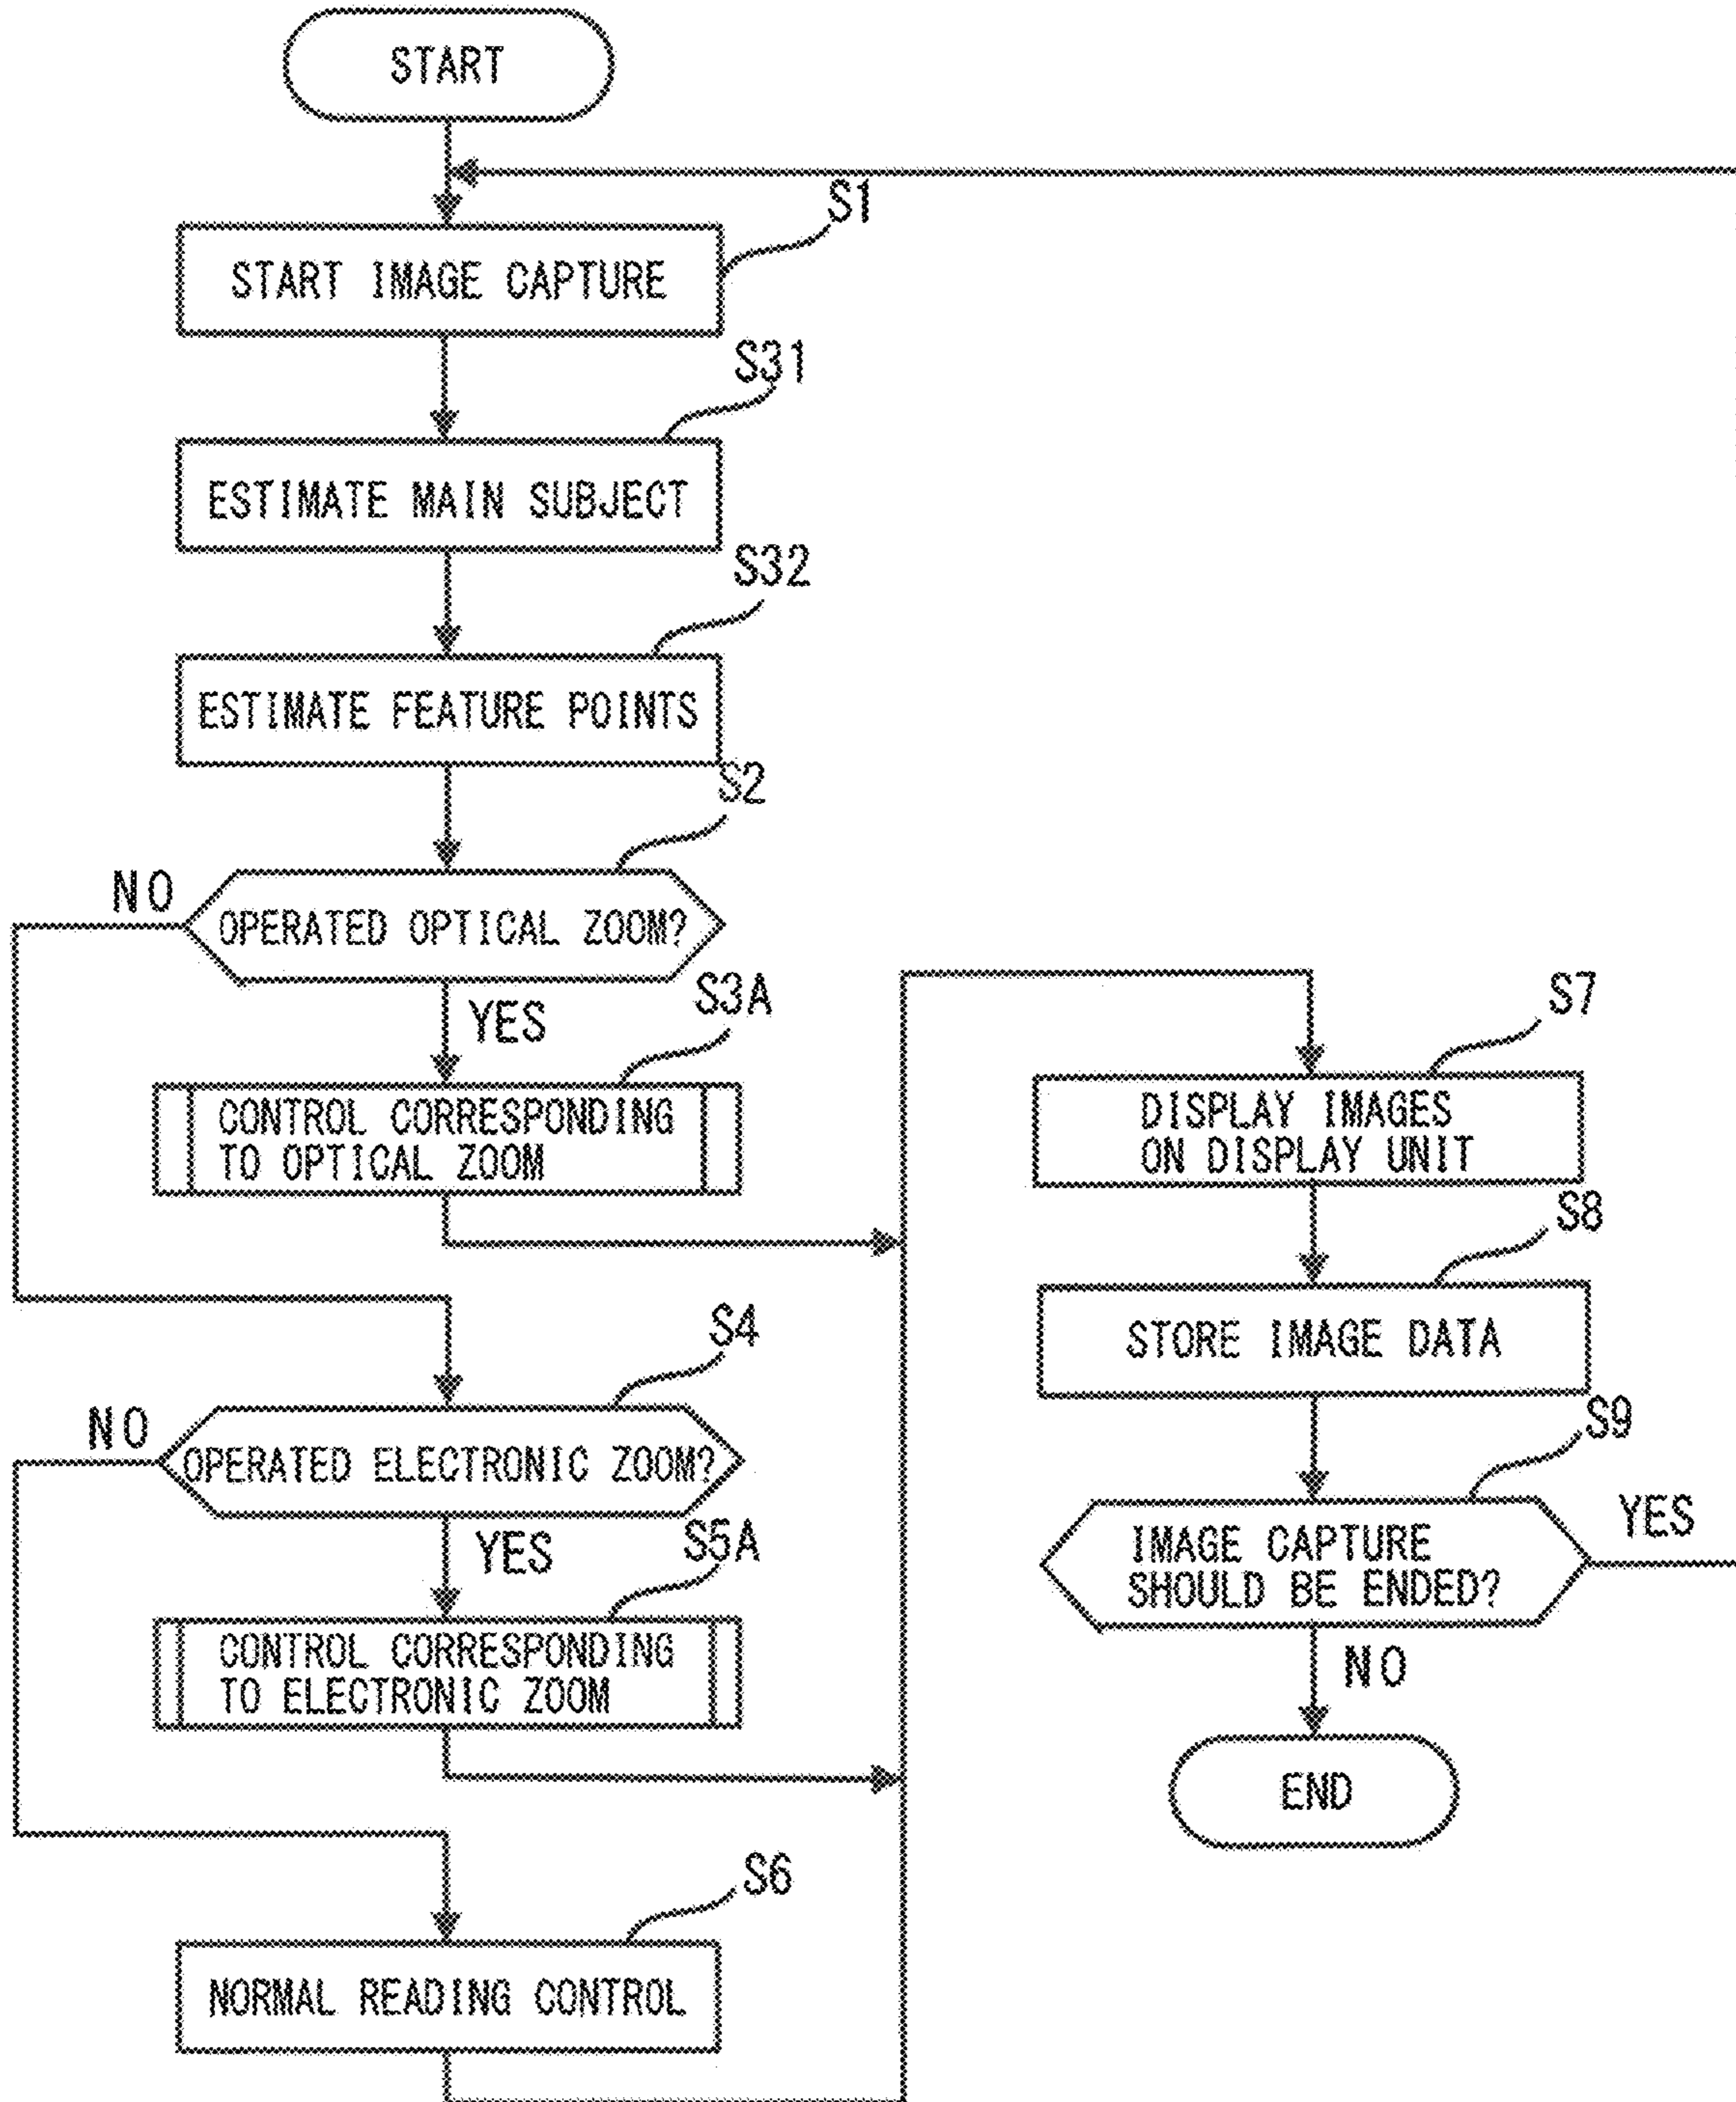 START
S1
START IMAGE CAPTURE
S31
ESTIMATE MAIN SUBJECT
S32
ESTIMATE FEATURE POINTS
S2
NO
OPERATED OPTICAL ZOOM?
YES
S3A
CONTROL CORRESPONDING
TO OPTICAL ZOOM
S4
NO
OPERATED ELECTRONIC ZOOM?
YES
S5A
CONTROL CORRESPONDING
TO ELECTRONIC ZOOM
S6
NORMAL READING CONTROL
S7
DISPLAY IMAGES
ON DISPLAY UNIT
S8
STORE IMAGE DATA
S9
IMAGE CAPTURE
SHOULD BE ENDED?
YES
NO
END